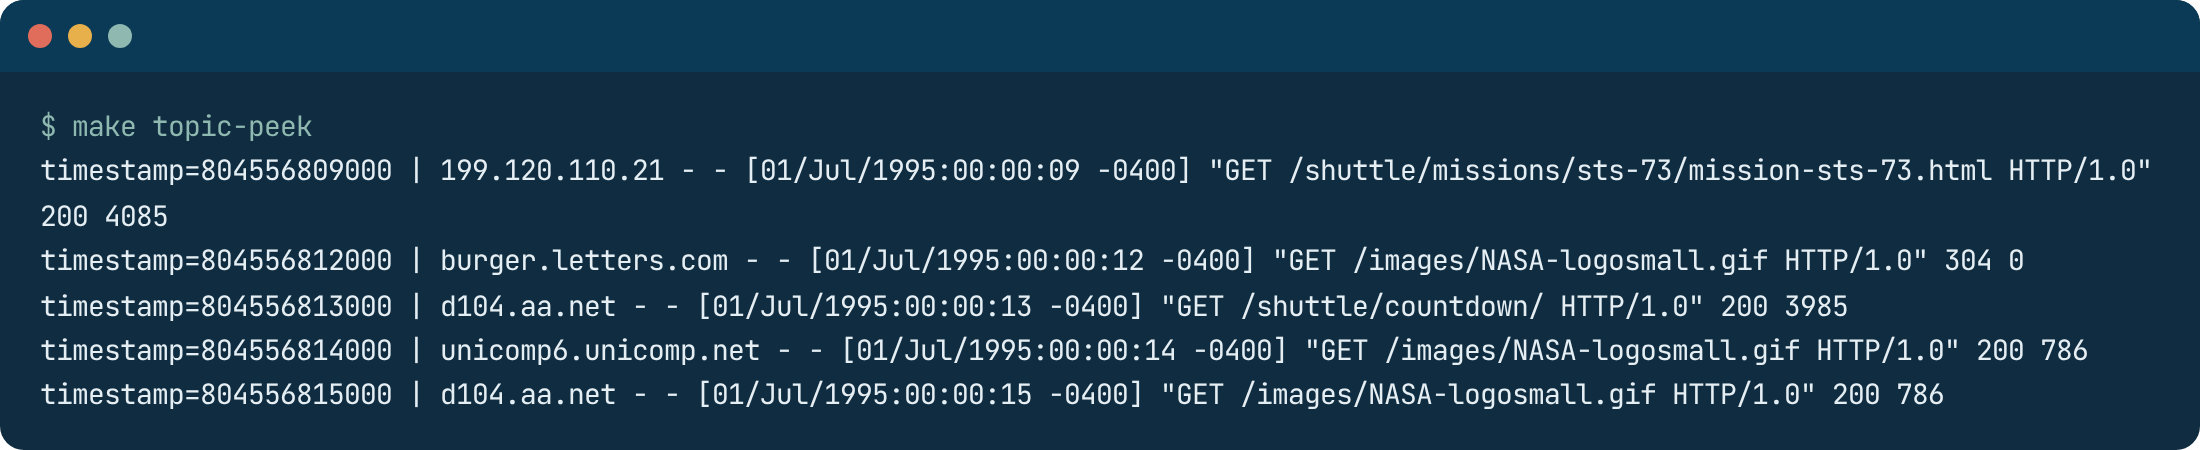 $ make topic-peek
timestamp=804556809000 | 199.120.110.21 - - [01/Jul/1995:00:00:09 -0400] "GET /shuttle/missions/sts-73/mission-sts-73.html HTTP/1.0"
200 4085
timestamp=804556812000 | burger.letters.com - - [01/Jul/1995:00:00:12 -0400] "GET /images/NASA-logosmall.gif HTTP/1.0" 304 0
timestamp=804556813000 | d104.aa.net - - [01/Jul/1995:00:00:13 -0400] "GET /shuttle/countdown/ HTTP/1.0" 200 3985
timestamp=804556814000 | unicomp6.unicomp.net - - [01/Jul/1995:00:00:14 -0400] "GET /images/NASA-logosmall.gif HTTP/1.0" 200 786
timestamp=804556815000 | d104.aa.net - - [01/Jul/1995:00:00:15 -0400] "GET /images/NASA-logosmall.gif HTTP/1.0" 200 786